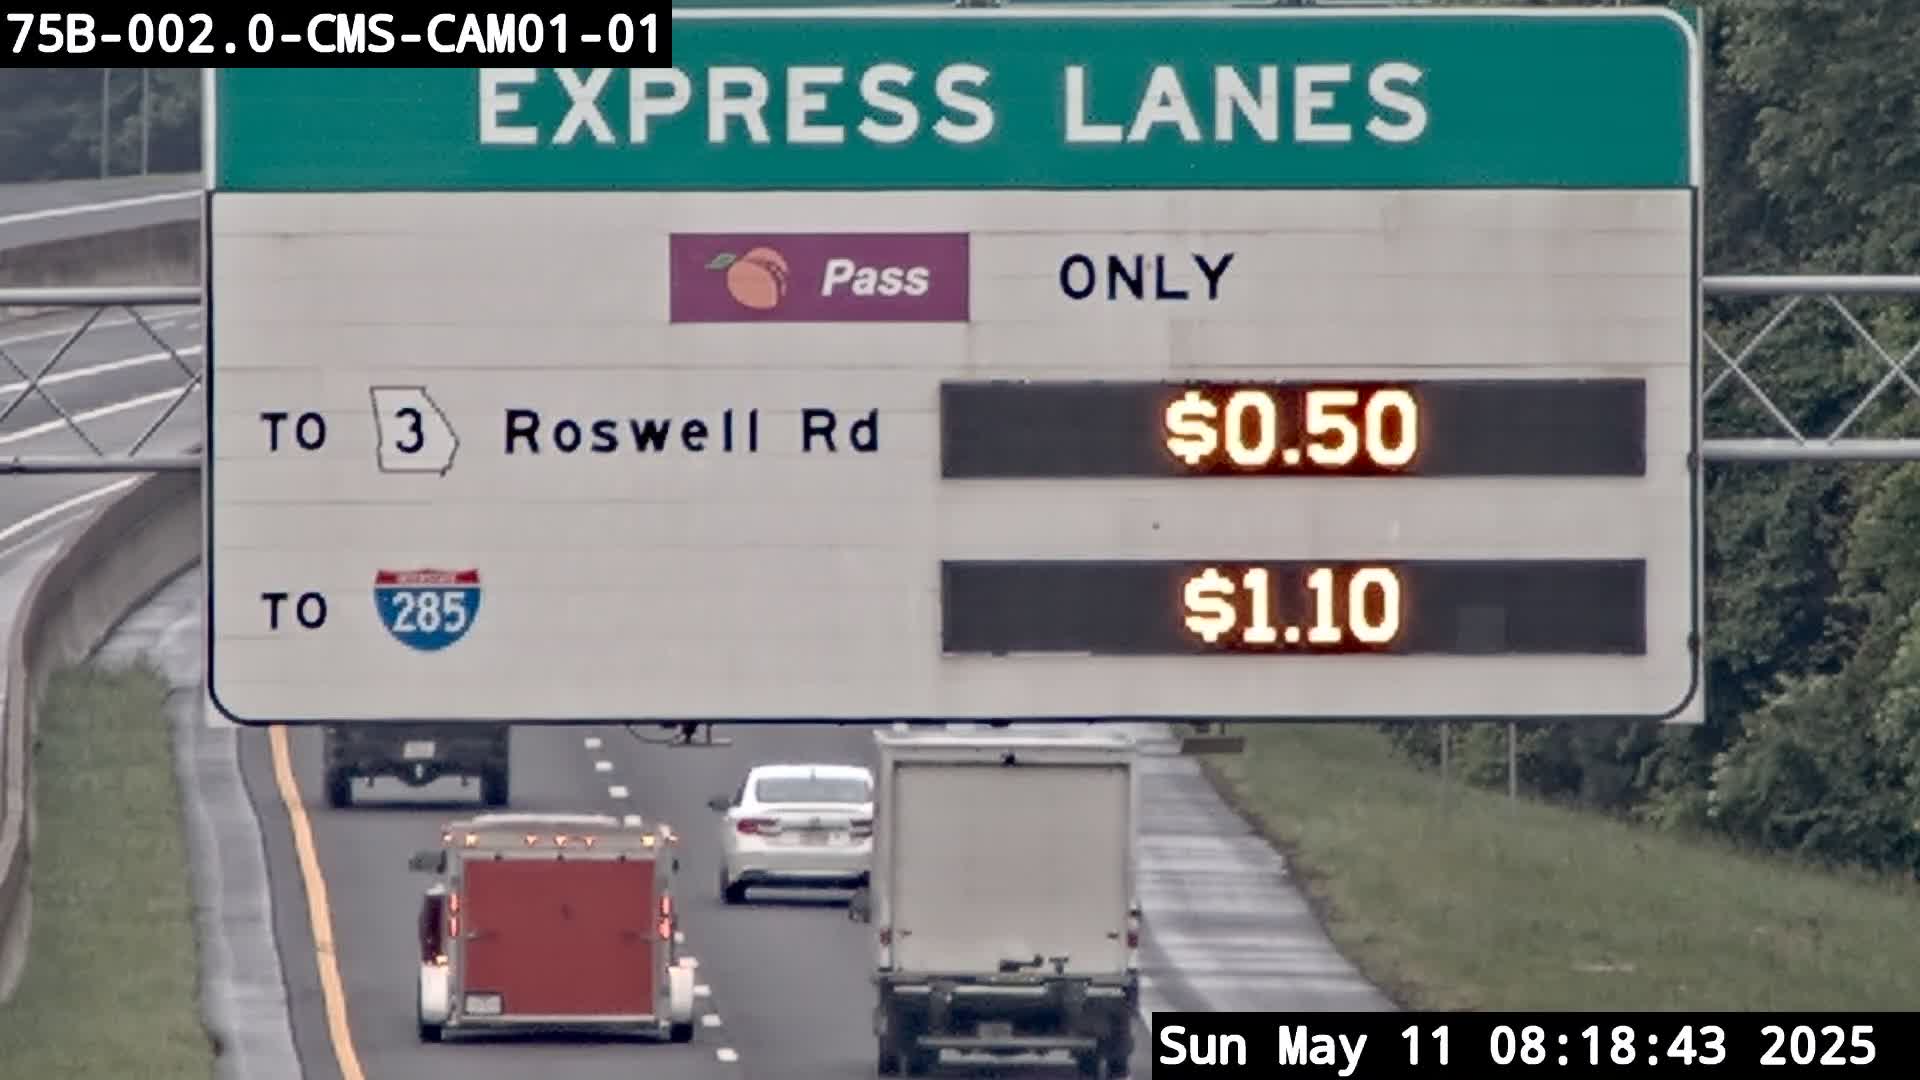 75B-002.0-CMS-CAM01-01
EXPRESS LANES
Pass ONLY
TO 3 Roswell Rd $0.50
TO 285 $1.10
Sun May 11 08:18:43 2025